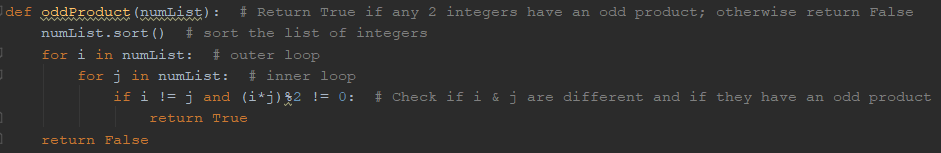 def oddProduct(numList):  # Return True if any 2 integers have an odd product; otherwise return False
    numList.sort()  # sort the list of integers
    for i in numList:  # outer loop
        for j in numList:  # inner loop
            if i != j and (i*j)%2 != 0:  # Check if i & j are different and if they have an odd product
                return True
    return False